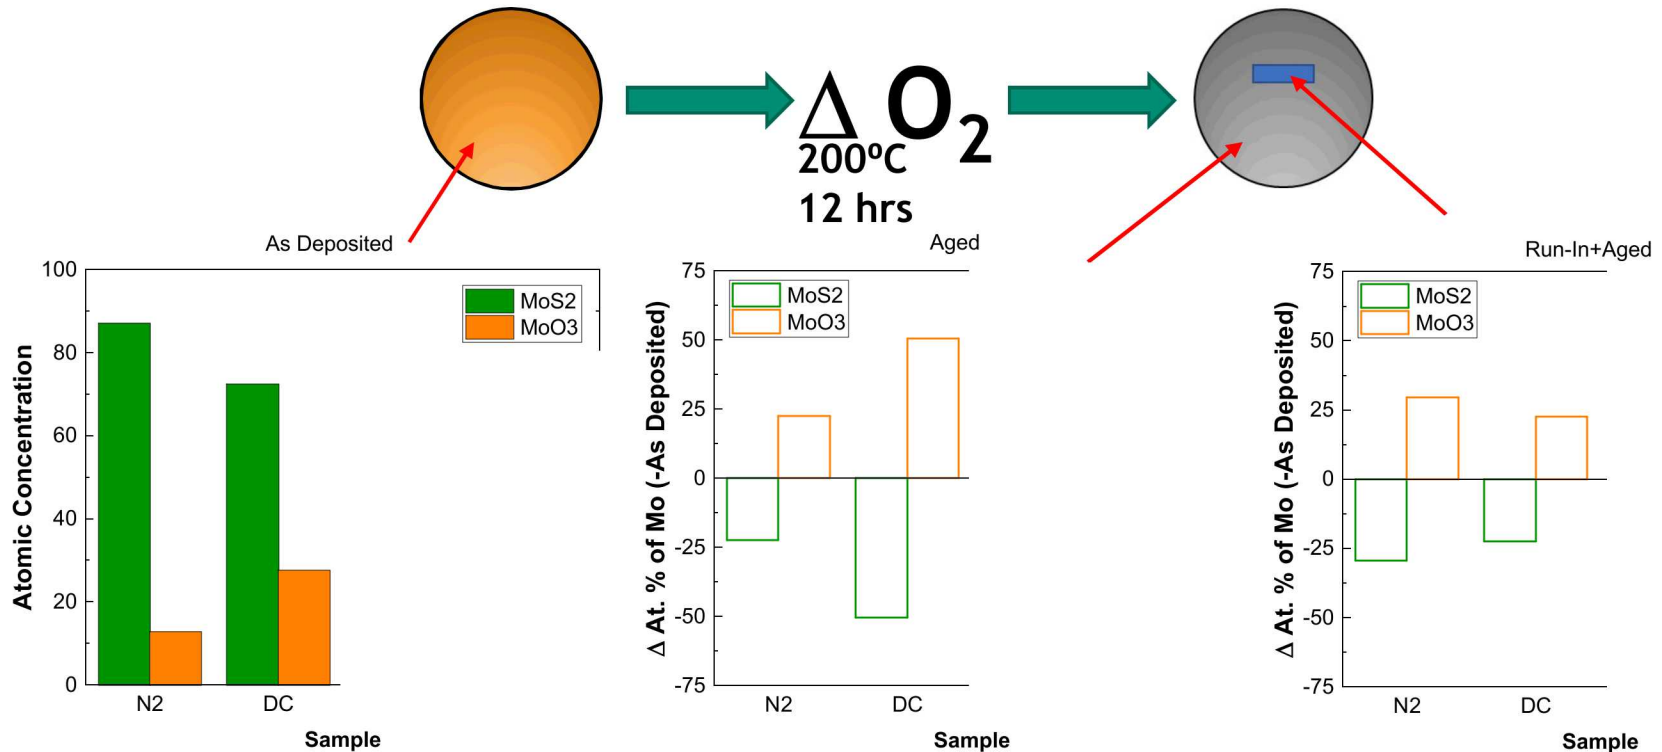 Δ O₂
200ºC
12 hrs
As Deposited
100
80
60
40
20
0
Atomic Concentration
MoS2
MoO3
N2
DC
Sample
Aged
75
50
25
0
-25
-50
-75
Δ At. % of Mo (-As Deposited)
MoS2
MoO3
N2
DC
Sample
Run-In+Aged
75
50
25
0
-25
-50
-75
Δ At. % of Mo (-As Deposited)
MoS2
MoO3
N2
DC
Sample